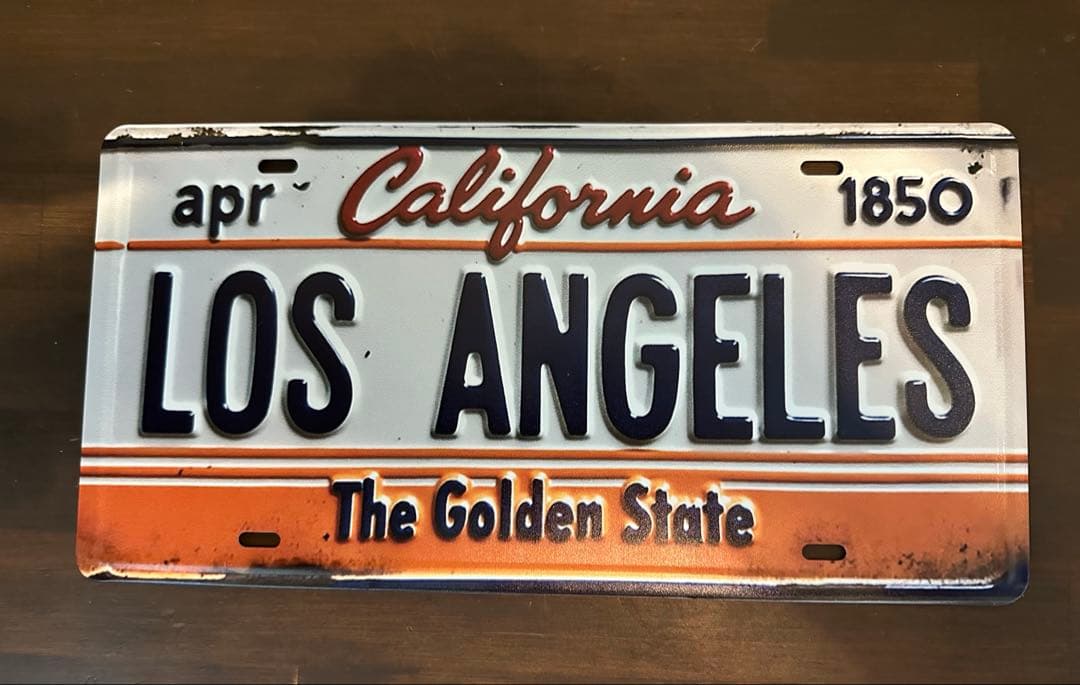 apr California 1850
LOS ANGELES
The Golden State